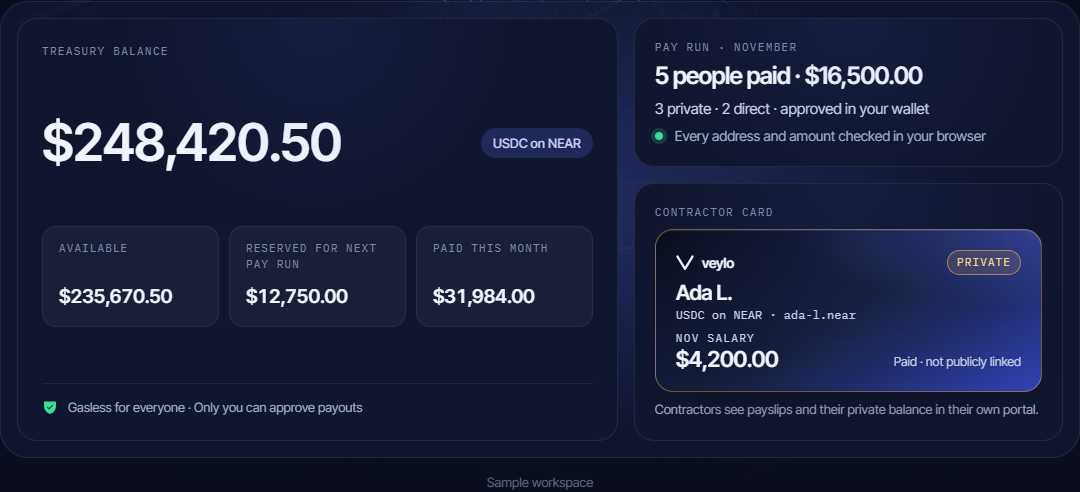 TREASURY BALANCE
$248,420.50
USDC on NEAR
AVAILABLE
$235,670.50
RESERVED FOR NEXT
PAY RUN
$12,750.00
PAID THIS MONTH
$31,984.00
Gasless for everyone · Only you can approve payouts
PAY RUN · NOVEMBER
5 people paid · $16,500.00
3 private · 2 direct · approved in your wallet
Every address and amount checked in your browser
CONTRACTOR CARD
veylo
PRIVATE
Ada L.
USDC on NEAR · ada-l.near
NOV SALARY
$4,200.00
Paid · not publicly linked
Contractors see payslips and their private balance in their own portal.
Sample workspace